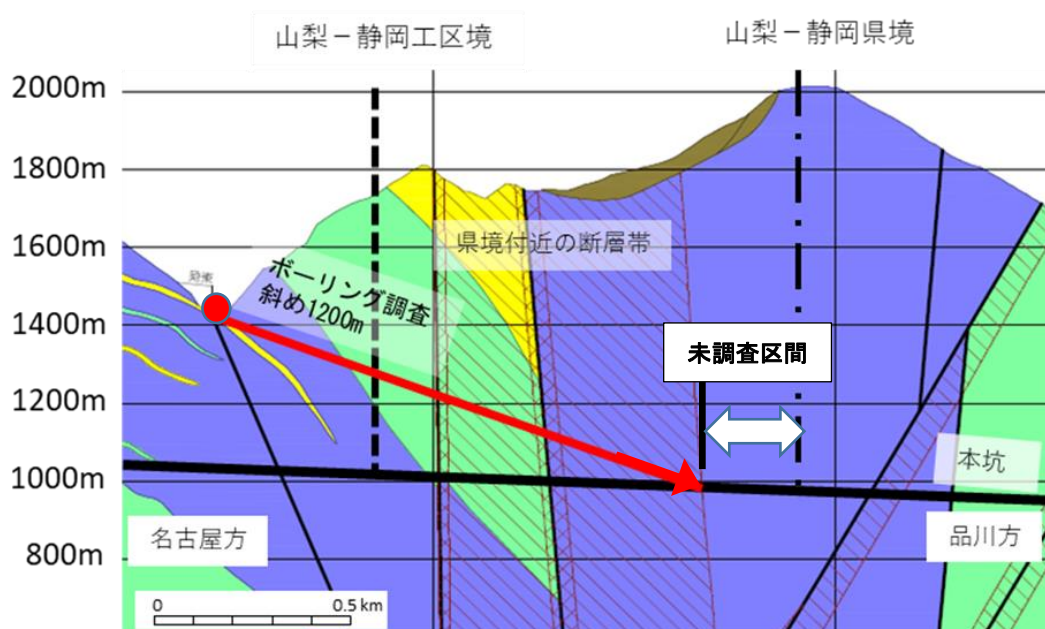 山梨－静岡工区境
山梨－静岡県境
2000m
1800m
1600m
1400m
1200m
1000m
800m
県境付近の断層帯
ボーリング調査
斜め1200m
未調査区間
本坑
名古屋方
品川方
0
0.5 km